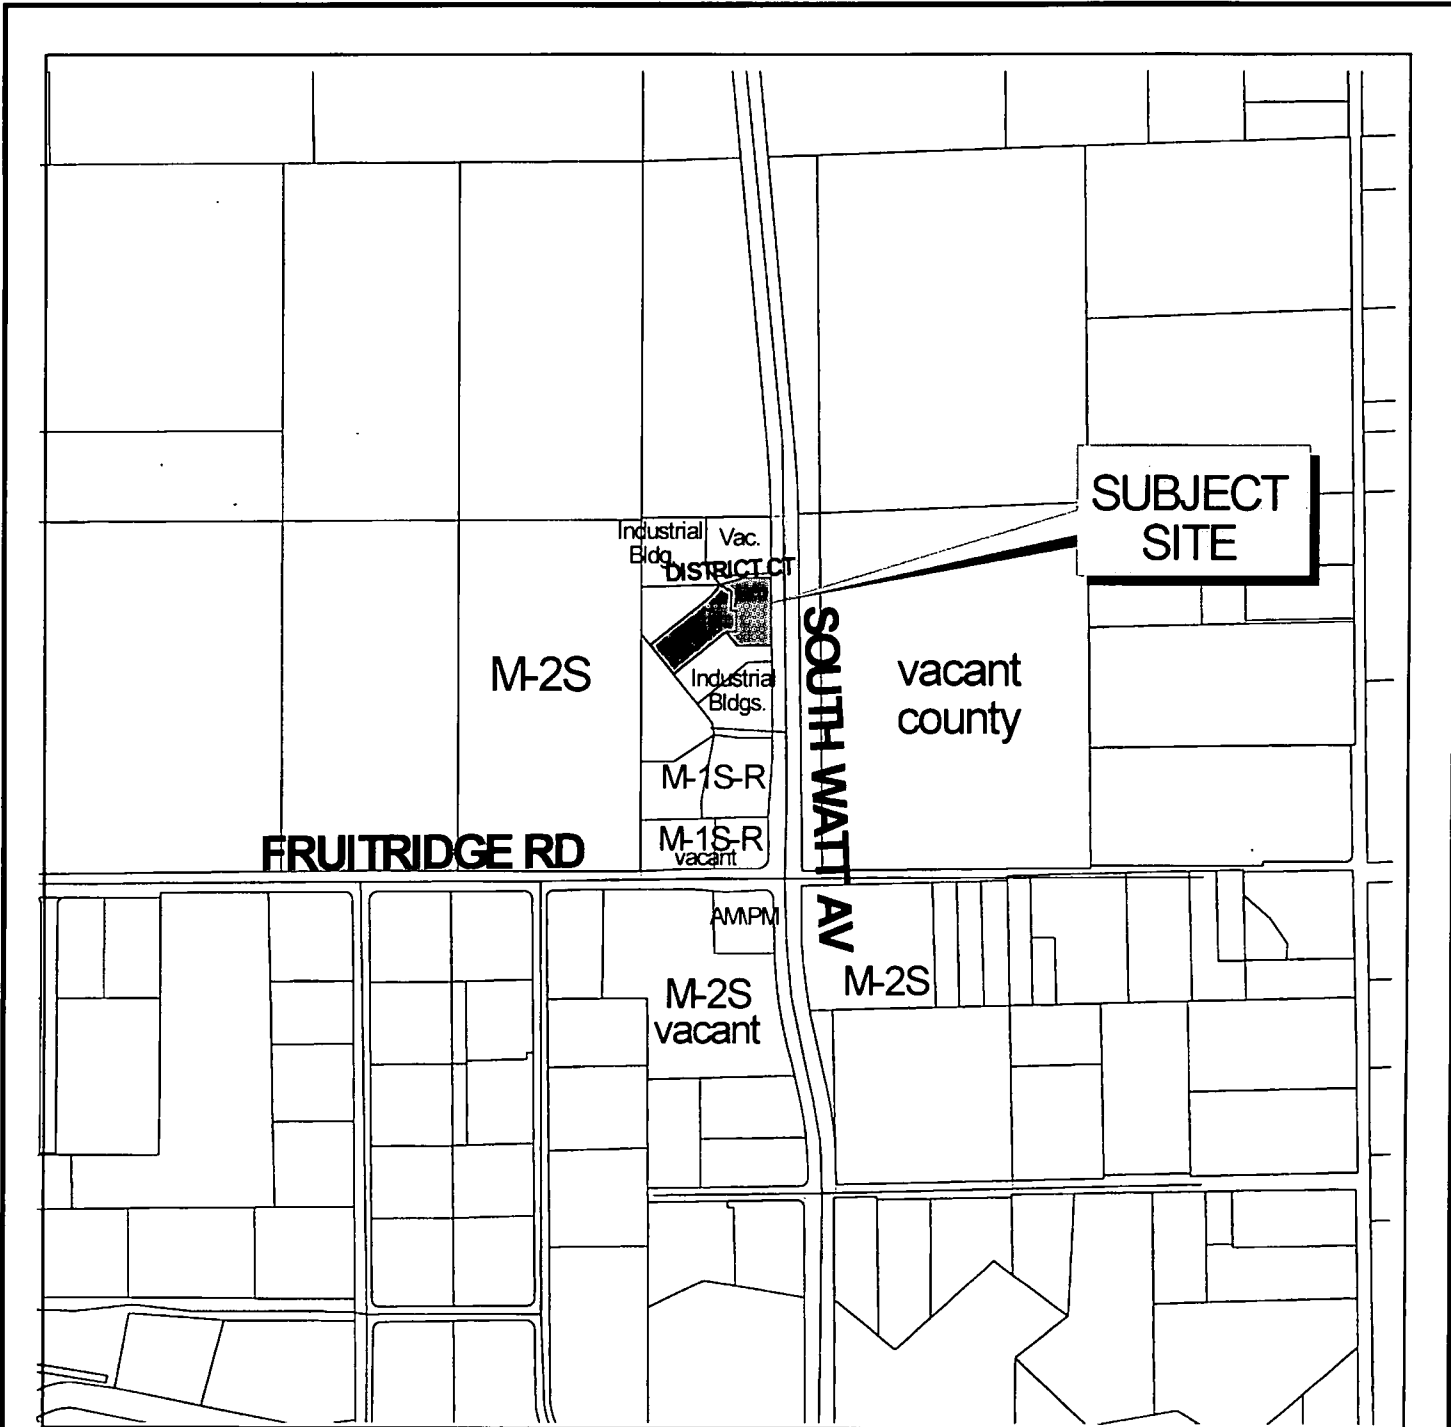 SUBJECT
SITE
Industrial
Bldg.
Vac.
DISTRICT CT
M-2S
Industrial
Bldgs.
vacant
county
SOUTH WATT AV
M-1S-R
M-1S-R
vacant
FRUITRIDGE RD
AM\PM
M-2S
vacant
M-2S